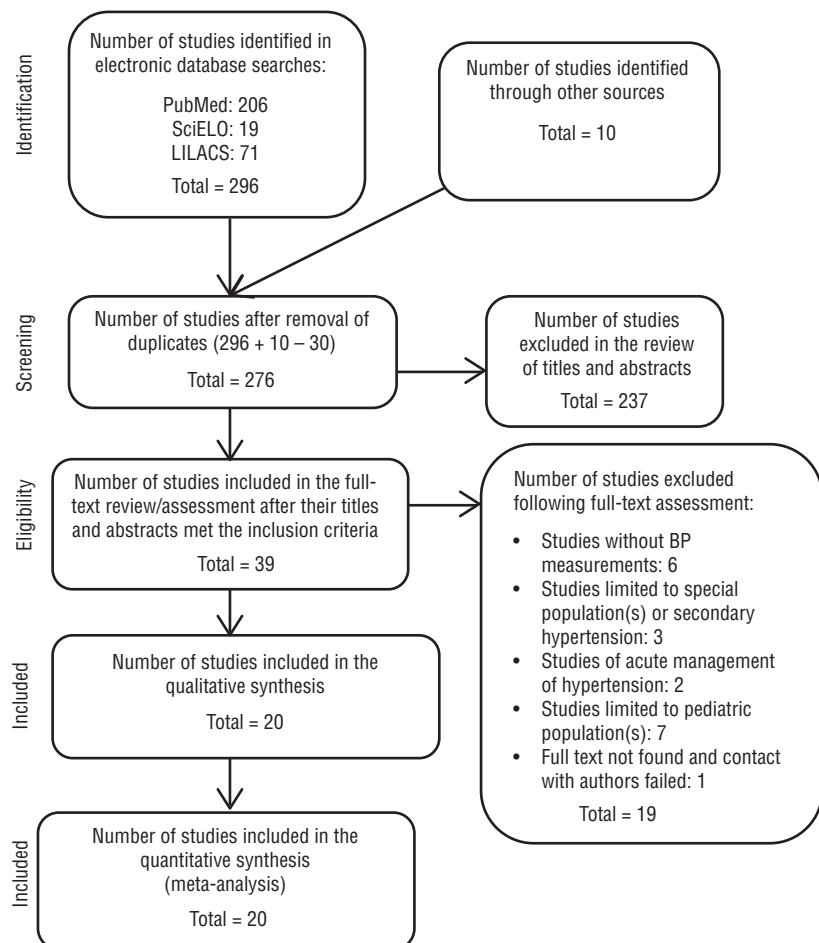 Identification
Number of studies identified in
electronic database searches:
PubMed: 206
SciELO: 19
LILACS: 71
Total = 296
Number of studies identified
through other sources
Total = 10
Screening
Number of studies after removal of
duplicates (296 + 10 – 30)
Total = 276
Number of studies
excluded in the review
of titles and abstracts
Total = 237
Eligibility
Number of studies included in the full-
text review/assessment after their titles
and abstracts met the inclusion criteria
Total = 39
Number of studies excluded
following full-text assessment:
• Studies without BP
measurements: 6
• Studies limited to special
population(s) or secondary
hypertension: 3
• Studies of acute management
of hypertension: 2
• Studies limited to pediatric
population(s): 7
• Full text not found and contact
with authors failed: 1
Total = 19
Included
Number of studies included in the
qualitative synthesis
Total = 20
Included
Number of studies included in the
quantitative synthesis
(meta-analysis)
Total = 20